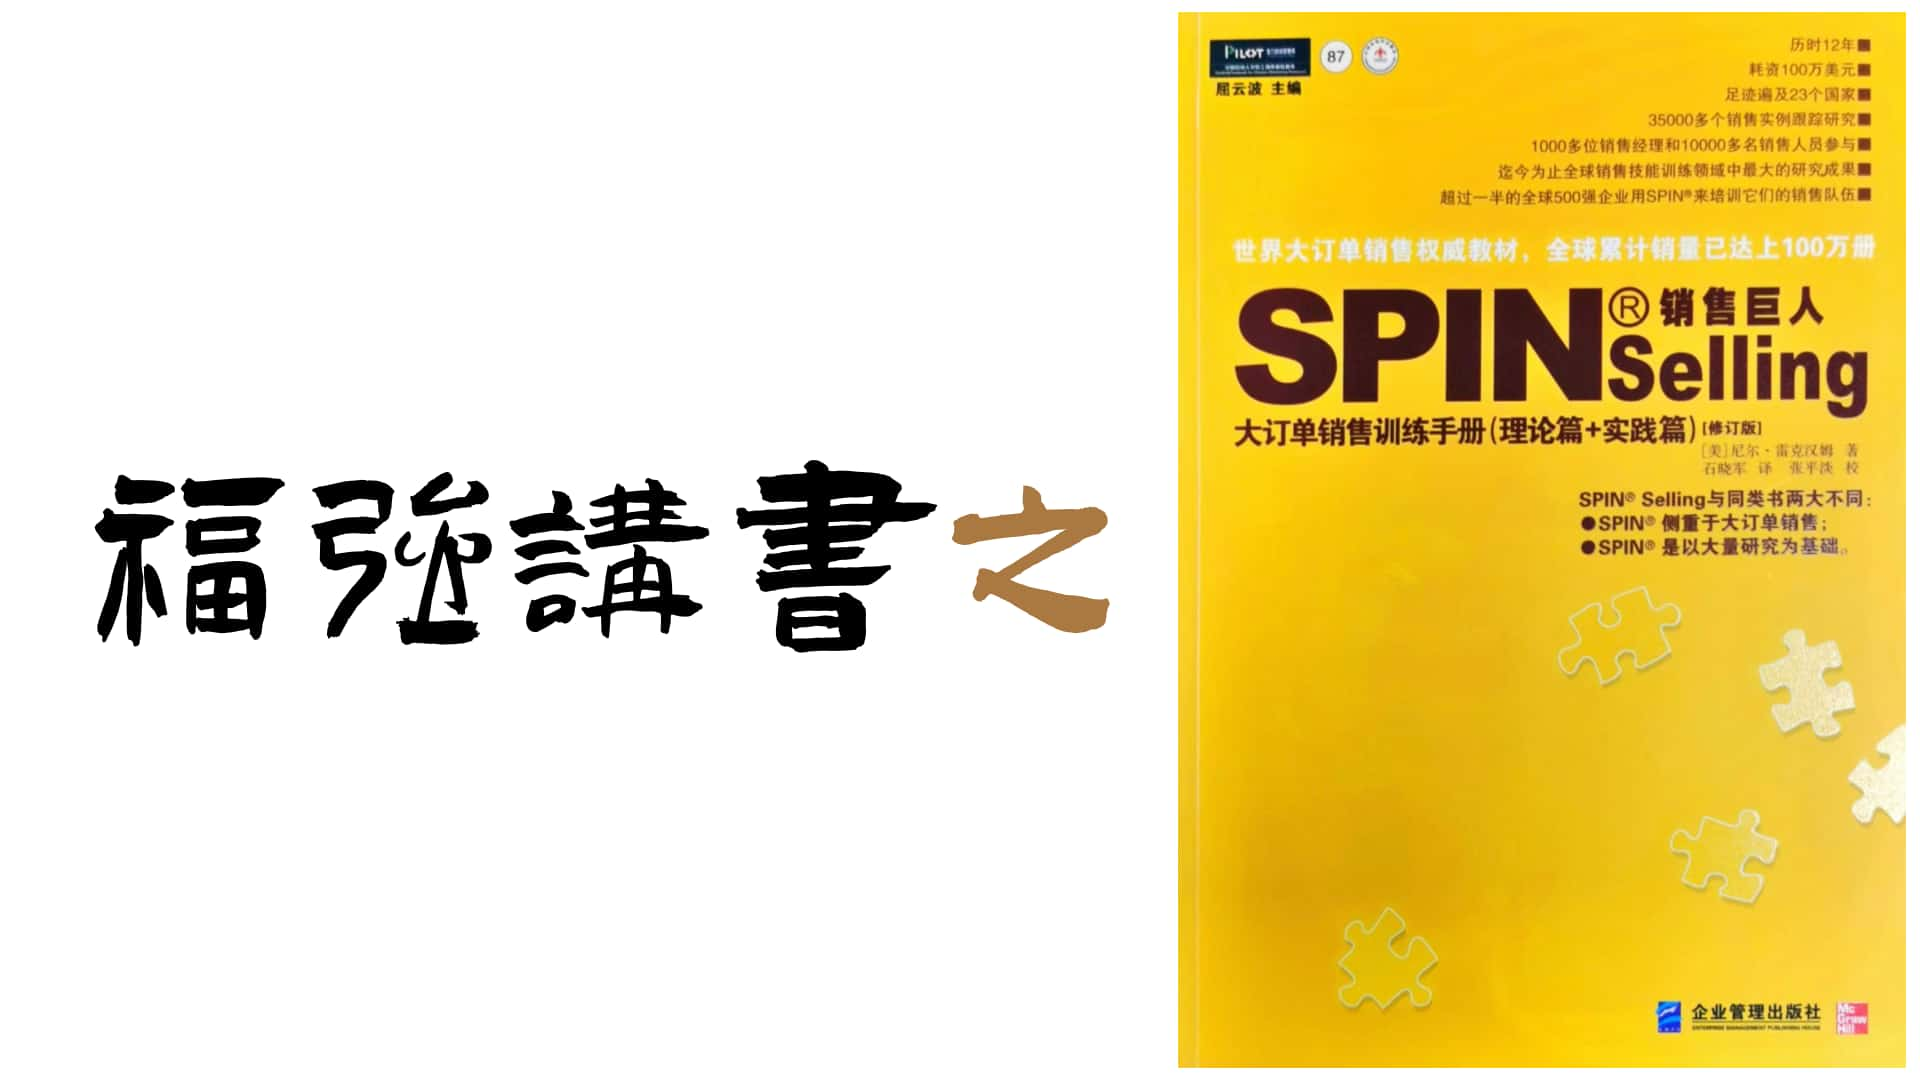 福强講書之
PILOT
87
屈云波 主编
历时12年■
耗资100万美元■
足迹遍及23个国家■
35000多个销售实例跟踪研究■
1000多位销售经理和10000多名销售人员参与■
迄今为止全球销售技能训练领域中最大的研究成果■
超过一半的全球500强企业用SPIN®来培训它们的销售队伍■
世界大订单销售权威教材，全球累计销量已达上100万册
SPIN® 销售巨人
Selling
大订单销售训练手册(理论篇+实践篇)[修订版]
[美]尼尔·雷克汉姆 著
石晓军 译 张平淡 校
SPIN® Selling与同类书两大不同：
●SPIN® 侧重于大订单销售；
●SPIN® 是以大量研究为基础。
企业管理出版社
ENTERPRISE MANAGEMENT PUBLISHING HOUSE
Mc
Graw
Hill